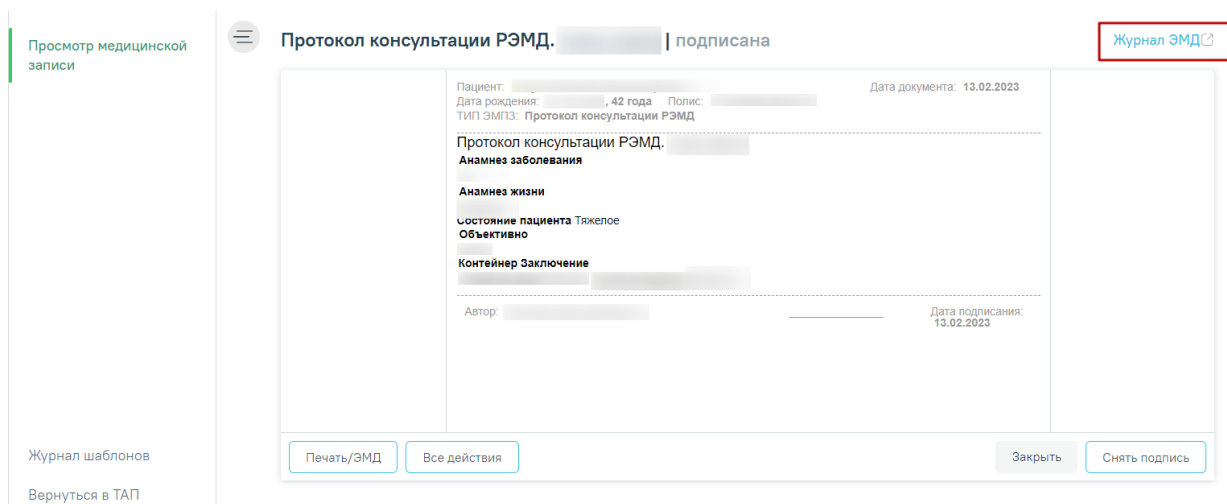 Просмотр медицинской
записи
Протокол консультации РЭМД. | подписана
Журнал ЭМД
Пациент:
Дата документа: 13.02.2023
Дата рождения: , 42 года Полис:
ТИП ЭМПЗ: Протокол консультации РЭМД
Протокол консультации РЭМД.
Анамнез заболевания
Анамнез жизни
Состояние пациента Тяжелое
Объективно
Контейнер Заключение
Автор:
Дата подписания:
13.02.2023
Журнал шаблонов
Вернуться в ТАП
Печать/ЭМД
Все действия
Закрыть
Снять подпись